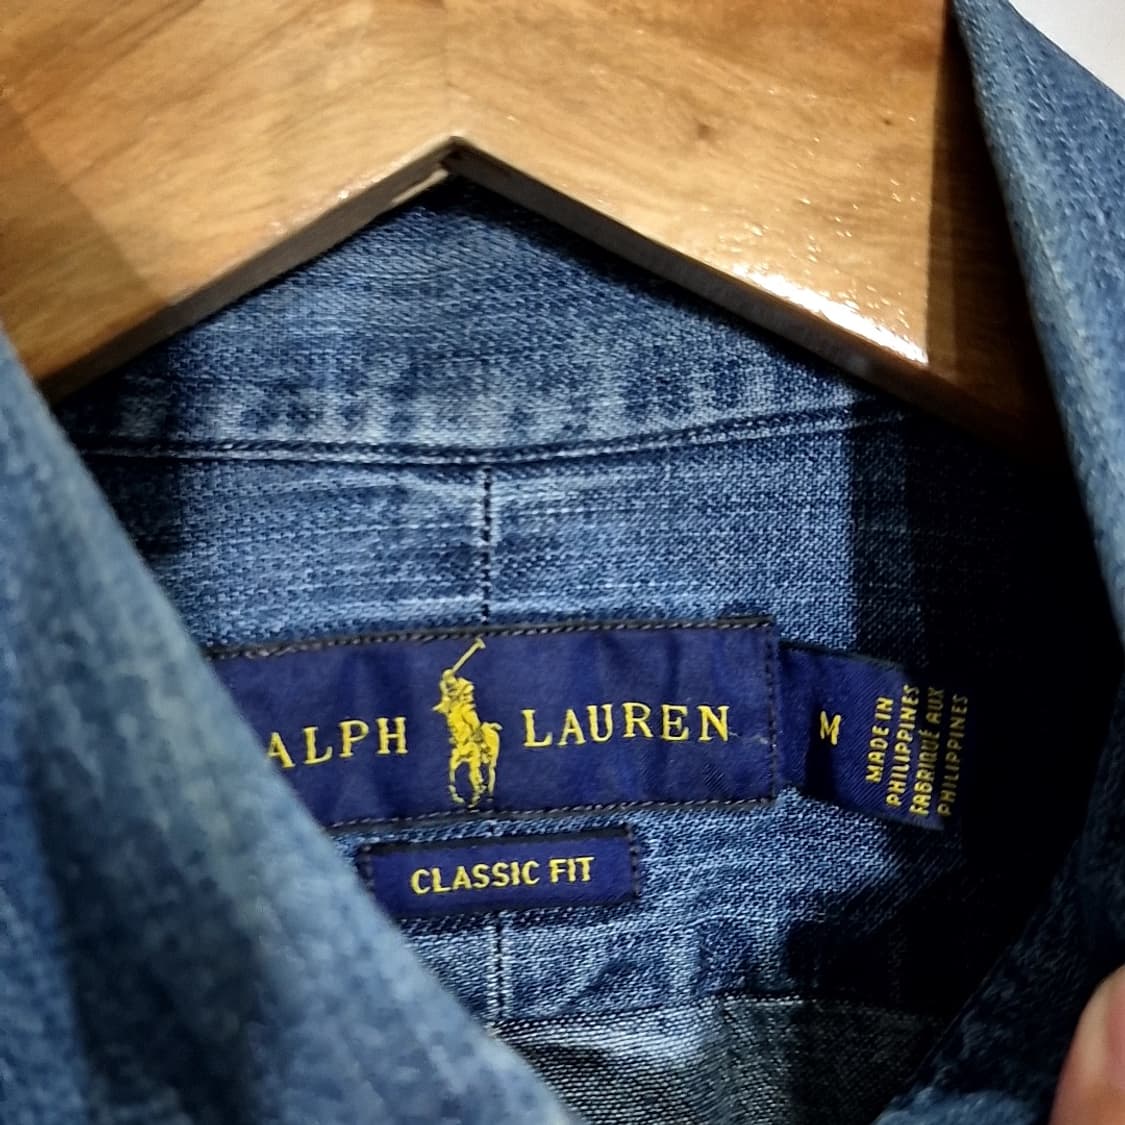 ALPH LAUREN
M
MADE IN
PHILIPPINES
FABRIQUÉ AUX
PHILIPPINES
CLASSIC FIT